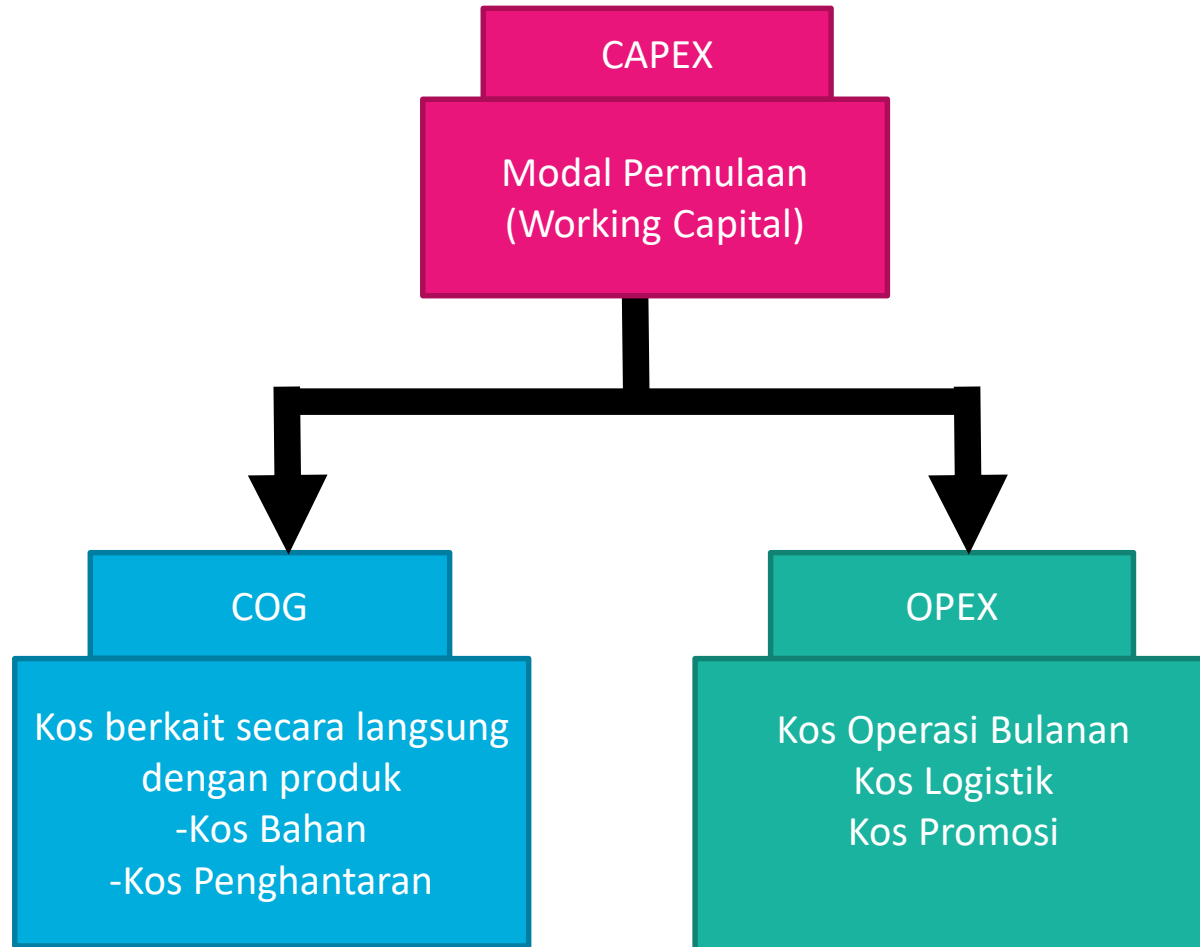 CAPEX
Modal Permulaan
(Working Capital)
COG
Kos berkait secara langsung
dengan produk
-Kos Bahan
-Kos Penghantaran
OPEX
Kos Operasi Bulanan
Kos Logistik
Kos Promosi